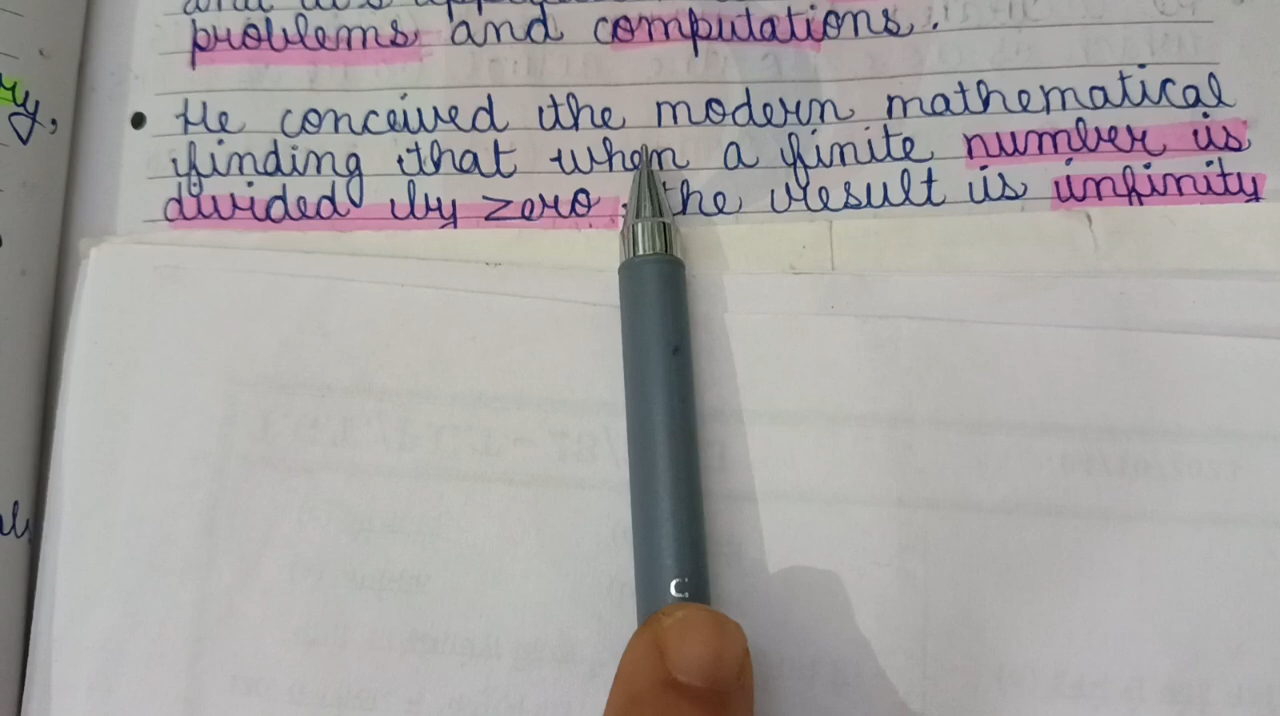 problems and computations.
ry,
• He conceived the modern mathematical
finding that when a finite number is
divided by zero, the result is infinity
C